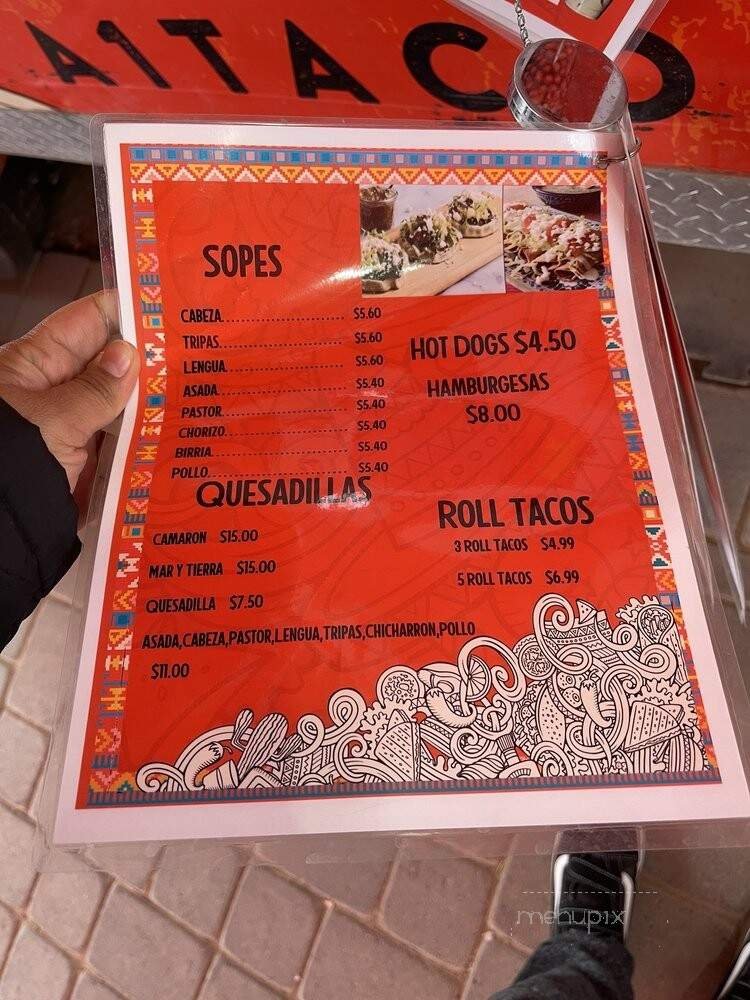 A1 TACO
SOPES
CABEZA........................ $5.60
TRIPAS........................ $5.60
LENGUA........................ $5.60
ASADA........................ $5.40
PASTOR........................ $5.40
CHORIZO........................ $5.40
BIRRIA........................ $5.40
POLLO........................ $5.40
HOT DOGS $4.50
HAMBURGESAS
$8.00
QUESADILLAS
CAMARON $15.00
MAR Y TIERRA $15.00
QUESADILLA $7.50
ASADA,CABEZA,PASTOR,LENGUA,TRIPAS,CHICHARRON,POLLO
$11.00
ROLL TACOS
3 ROLL TACOS $4.99
5 ROLL TACOS $6.99
menupix